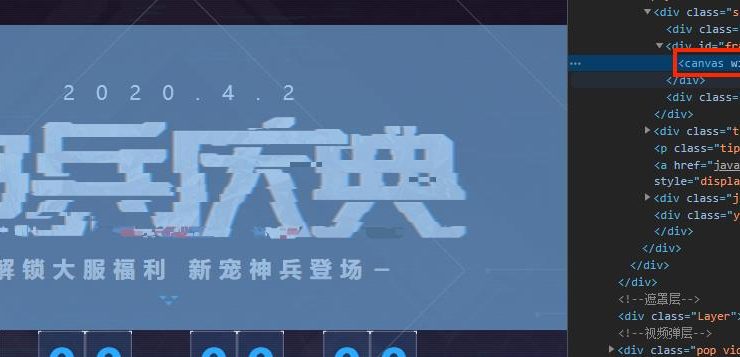 2020.4.2
兵庆典
解锁大服福利 新宠神兵登场
<div class="s
<div class=
<div id="fra
<canvas wi
</div>
<div class=
</div>
<div class="t
<p class="tip
<a href="java
style="displa
<div class="j
<div class="y
</div>
</div>
</div>
</div>
<!--遮罩层-->
<div class="Layer">
<!--视频弹层-->
<div class="pop_vid